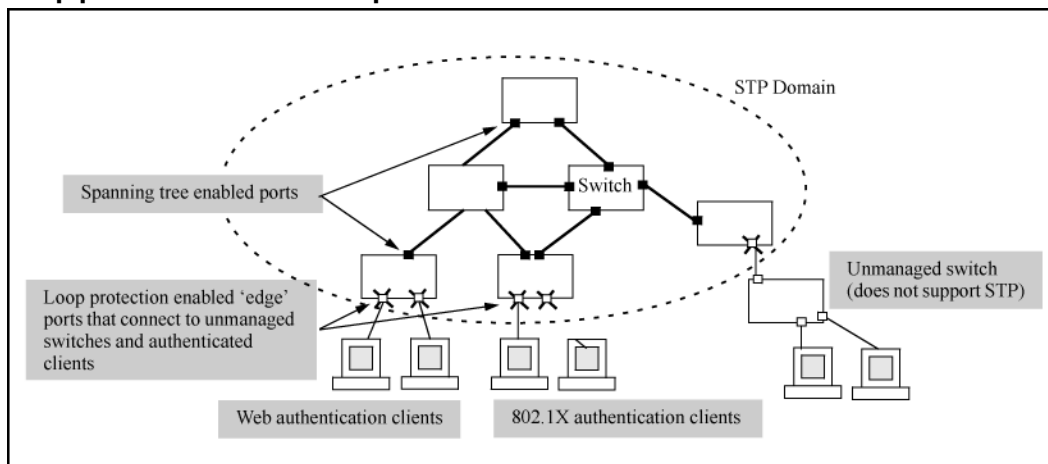 STP Domain
Switch
Spanning tree enabled ports
Unmanaged switch
(does not support STP)
Loop protection enabled ‘edge’
ports that connect to unmanaged
switches and authenticated
clients
Web authentication clients
802.1X authentication clients